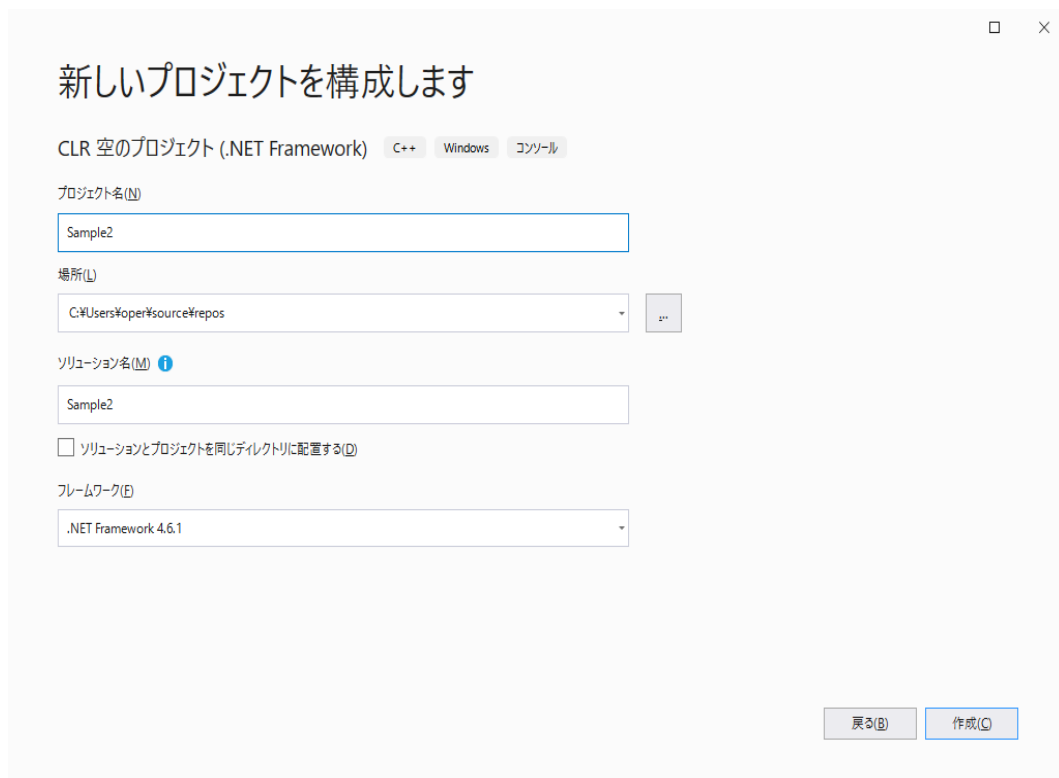 新しいプロジェクトを構成します
CLR 空のプロジェクト (.NET Framework) C++ Windows コンソール
プロジェクト名(N)
Sample2
場所(L)
C:¥Users¥oper¥source¥repos
...
ソリューション名(M)
Sample2
ソリューションとプロジェクトを同じディレクトリに配置する(D)
フレームワーク(F)
.NET Framework 4.6.1
戻る(B) 作成(C)